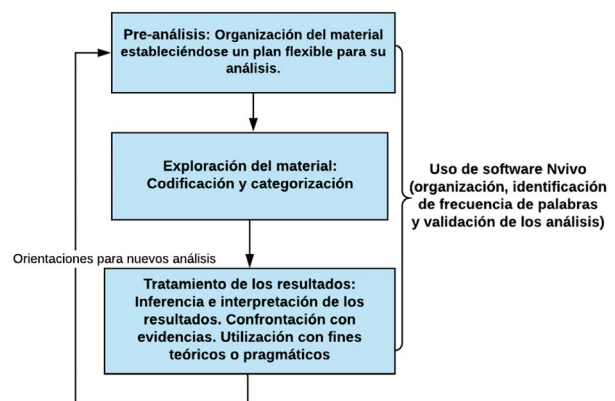 Pre-análisis: Organización del material
estableciéndose un plan flexible para su
análisis.
Exploración del material:
Codificación y categorización
Uso de software Nvivo
(organización, identificación
de frecuencia de palabras
y validación de los análisis)
Orientaciones para nuevos análisis
Tratamiento de los resultados:
Inferencia e interpretación de los
resultados. Confrontación con
evidencias. Utilización con fines
teóricos o pragmáticos